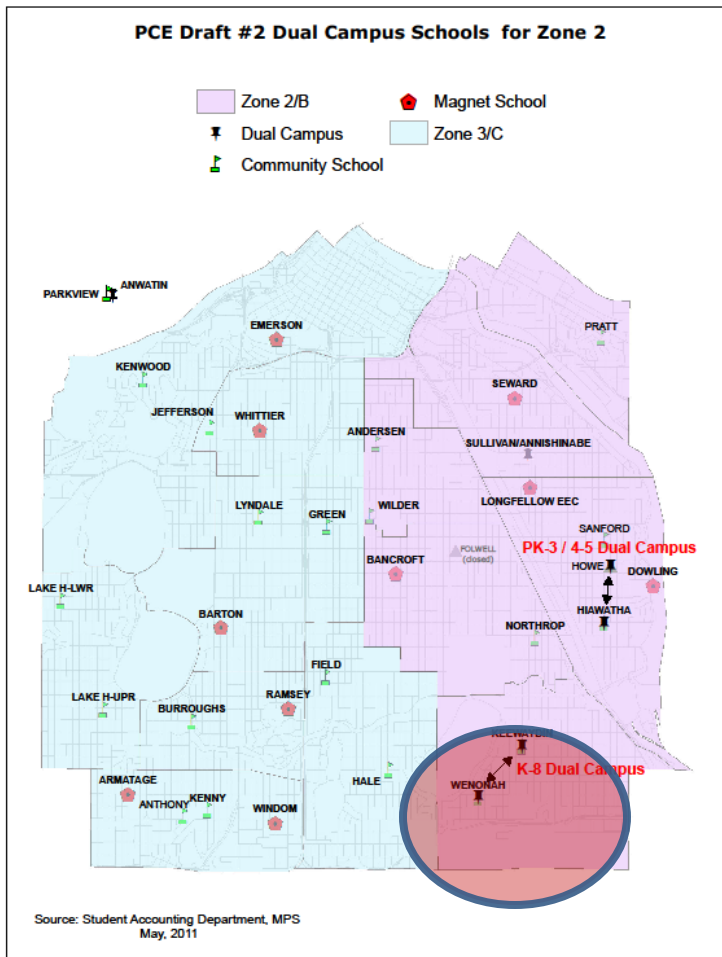 PCE Draft #2 Dual Campus Schools for Zone 2
Zone 2/B
Magnet School
Dual Campus
Zone 3/C
Community School
PARKVIEW
ANWATIN
EMERSON
PRATT
KENWOOD
SEWARD
JEFFERSON
WHITTIER
ANDERSEN
SULLIVAN/ANNISHINABE
LYNDALE
GREEN
WILDER
LONGFELLOW EEC
SANFORD
PK-3 / 4-5 Dual Campus
FOLWELL
(closed)
BANCROFT
HOWE
DOWLING
LAKE H-LWR
HIAWATHA
BARTON
NORTHROP
FIELD
LAKE H-UPR
BURROUGHS
RAMSEY
KEEWAYDIN
K-8 Dual Campus
ARMATAGE
HALE
WENONAH
ANTHONY
KENNY
WINDOM
Source: Student Accounting Department, MPS
May, 2011